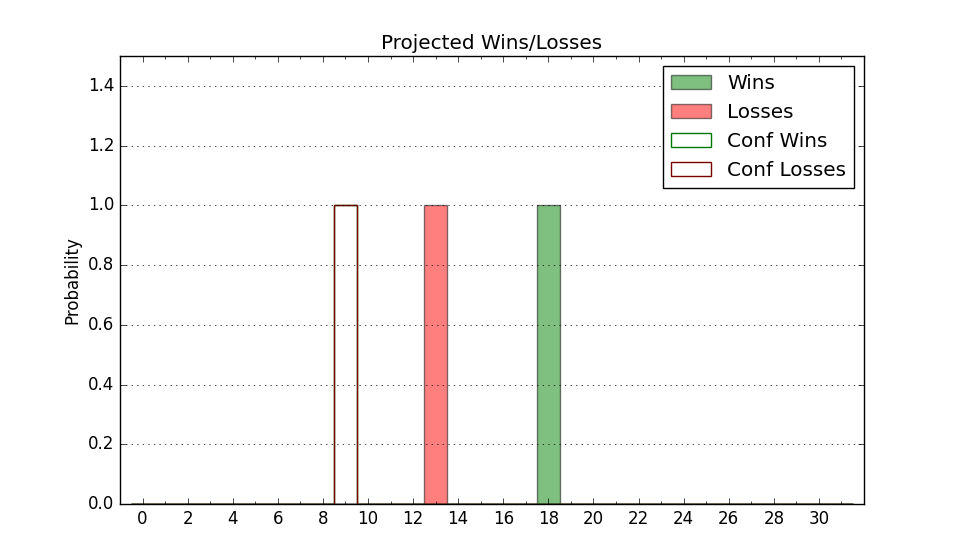 Projected Wins/Losses
Wins
Losses
Conf Wins
Conf Losses
Probability
1.4
1.2
1.0
0.8
0.6
0.4
0.2
0.0
0 2 4 6 8 10 12 14 16 18 20 22 24 26 28 30